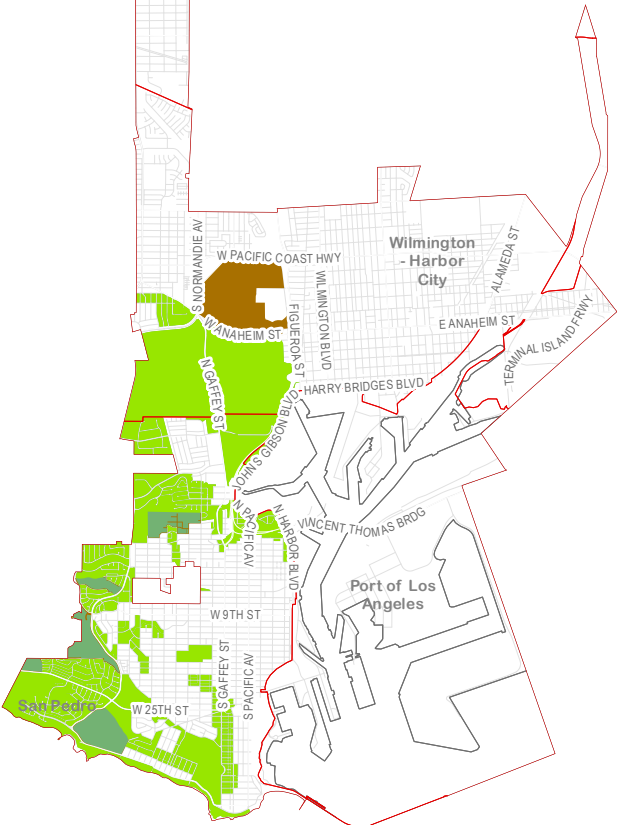 Wilmington
- Harbor
City
S NORMANDIE AV
W PACIFIC COAST HWY
ALAMEDA ST
WILMINGTON BLVD
FIGUEROA ST
W ANAHEIM ST
E ANAHEIM ST
TERMINAL ISLAND FRWY
N GAFFEY ST
HARRY BRIDGES BLVD
JOHN S GIBSON BLVD
N PACIFIC AV
N HARBOR BLVD
VINCENT THOMAS BRDG
Port of Los
Angeles
W 9TH ST
S GAFFEY ST
S PACIFIC AV
San Pedro
W 25TH ST